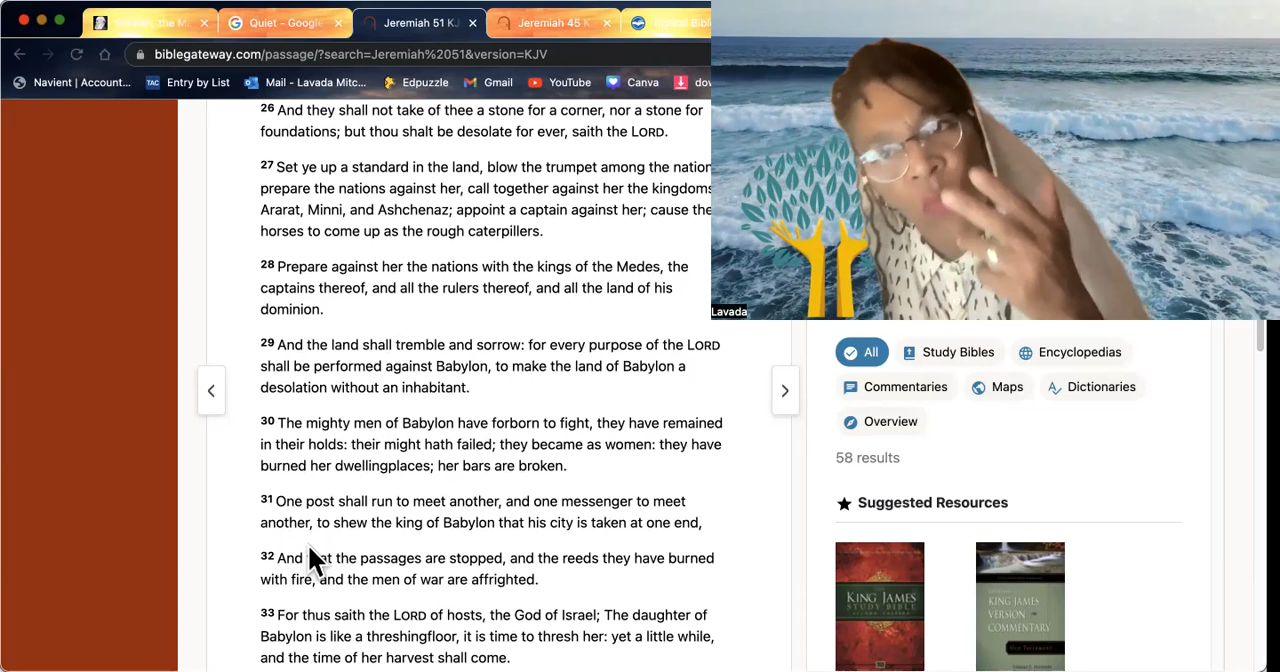 Quiet - Google
Jeremiah 51 KJ
Jeremiah 45 K
biblegateway.com/passage/?search=Jeremiah%2051&version=KJV
Navient | Account...
TAC Entry by List
Mail - Lavada Mitc...
Edpuzzle
Gmail
YouTube
Canva
26 And they shall not take of thee a stone for a corner, nor a stone for
foundations; but thou shalt be desolate for ever, saith the LORD.
27 Set ye up a standard in the land, blow the trumpet among the nation
prepare the nations against her, call together against her the kingdoms
Ararat, Minni, and Ashchenaz; appoint a captain against her; cause the
horses to come up as the rough caterpillers.
28 Prepare against her the nations with the kings of the Medes, the
captains thereof, and all the rulers thereof, and all the land of his
dominion.
29 And the land shall tremble and sorrow: for every purpose of the LORD
shall be performed against Babylon, to make the land of Babylon a
desolation without an inhabitant.
30 The mighty men of Babylon have forborn to fight, they have remained
in their holds: their might hath failed; they became as women: they have
burned her dwellingplaces; her bars are broken.
31 One post shall run to meet another, and one messenger to meet
another, to shew the king of Babylon that his city is taken at one end,
32 And the passages are stopped, and the reeds they have burned
with fire, and the men of war are affrighted.
33 For thus saith the LORD of hosts, the God of Israel; The daughter of
Babylon is like a threshingfloor, it is time to thresh her: yet a little while,
and the time of her harvest shall come.
Lavada
All
Study Bibles
Encyclopedias
Commentaries
Maps
Dictionaries
Overview
58 results
Suggested Resources
KING JAMES
STUDY BIBLE
KING JAMES
VERSION
COMMENTARY